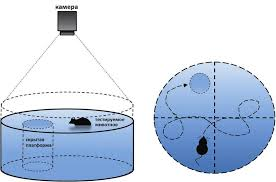 камера
тестируемое
животное
скрытая
платформа